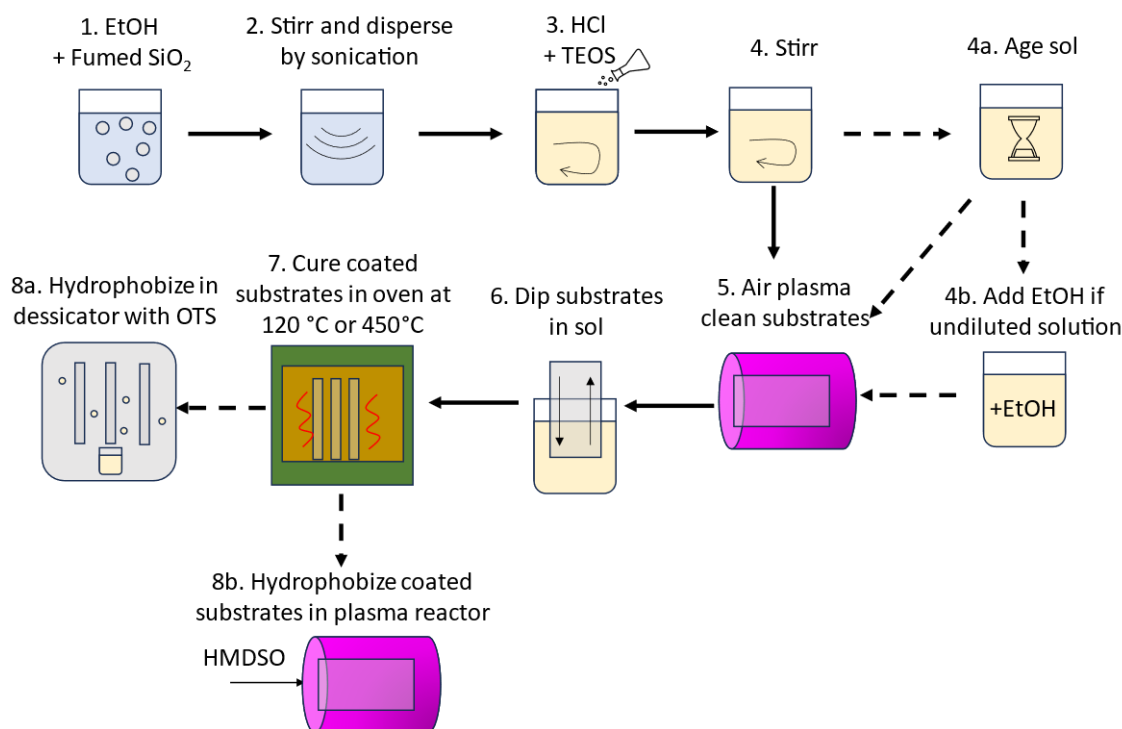 1. EtOH
+ Fumed SiO₂
2. Stirr and disperse
by sonication
3. HCl
+ TEOS
4. Stirr
4a. Age sol
8a. Hydrophobize in
dessicator with OTS
7. Cure coated
substrates in oven at
120 °C or 450°C
6. Dip substrates
in sol
5. Air plasma
clean substrates
4b. Add EtOH if
undiluted solution
+EtOH
8b. Hydrophobize coated
substrates in plasma reactor
HMDSO